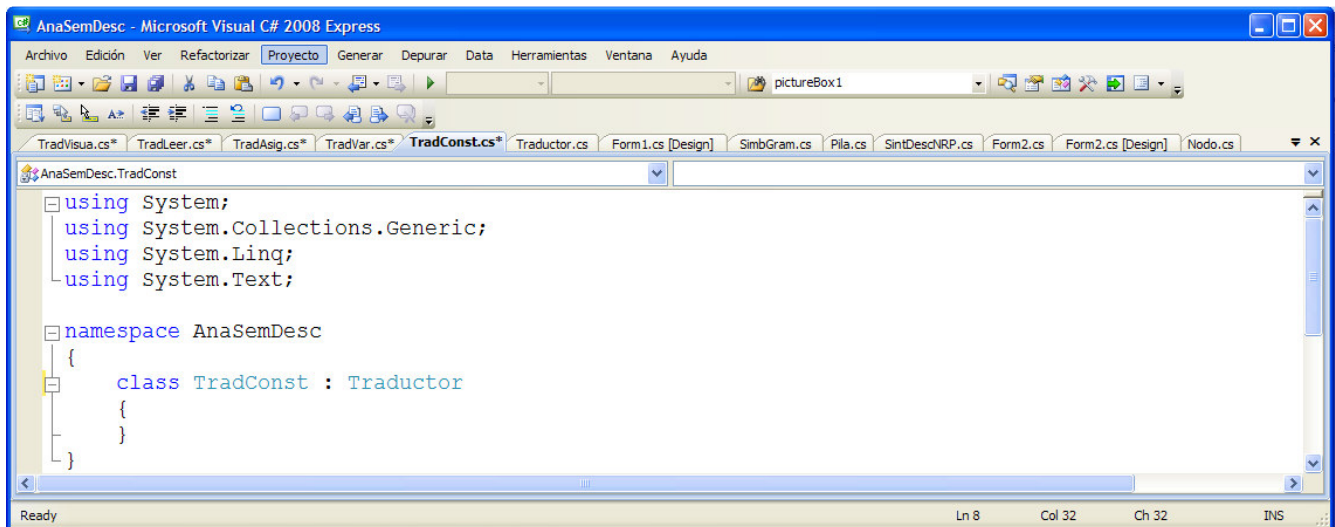 AnaSemDesc - Microsoft Visual C# 2008 Express
Archivo Edición Ver Refactorizar Proyecto Generar Depurar Data Herramientas Ventana Ayuda
pictureBox1
TradVisua.cs* TradLeer.cs* TradAsig.cs* TradVar.cs* TradConst.cs* Traductor.cs Form1.cs [Design] SimbGram.cs Pila.cs SintDescNRP.cs Form2.cs Form2.cs [Design] Nodo.cs
AnaSemDesc.TradConst
using System;
using System.Collections.Generic;
using System.Linq;
using System.Text;
namespace AnaSemDesc
{
class TradConst : Traductor
{
}
}
Ready Ln 8 Col 32 Ch 32 INS